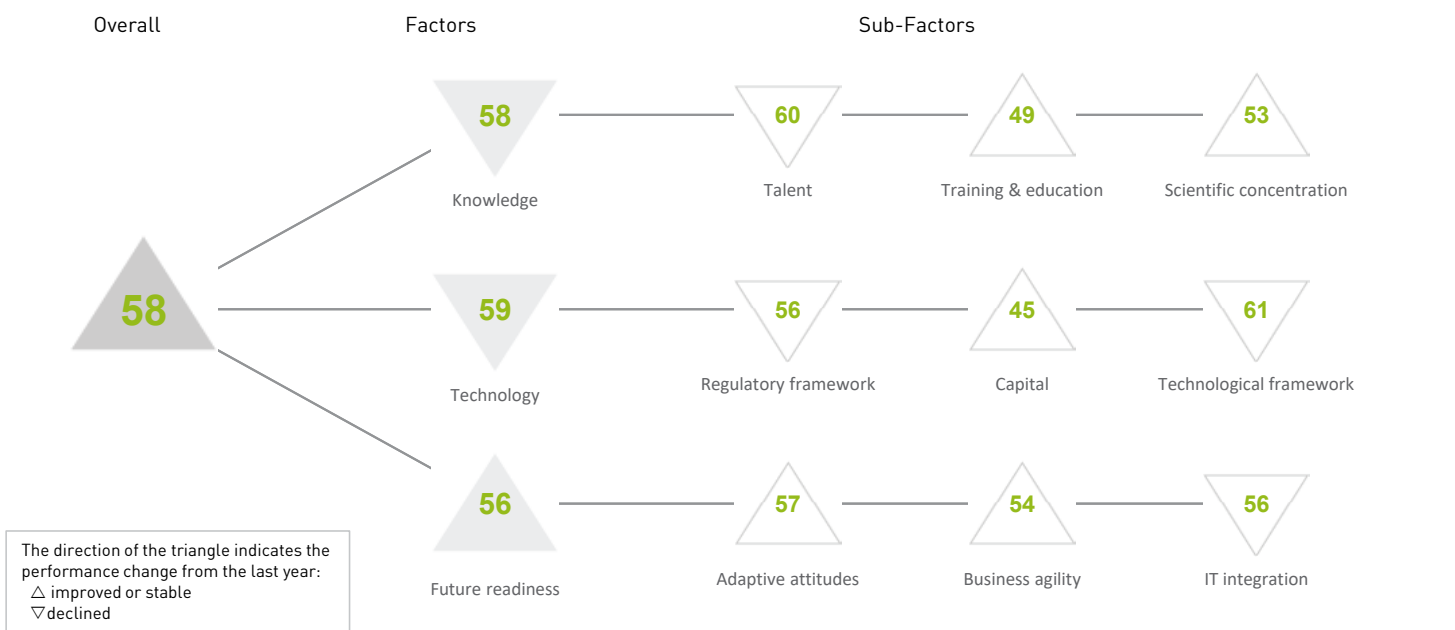 Overall
Factors
Sub-Factors
58
60
49
53
Knowledge
Talent
Training & education
Scientific concentration
58
59
56
45
61
Technology
Regulatory framework
Capital
Technological framework
56
57
54
56
Future readiness
Adaptive attitudes
Business agility
IT integration
The direction of the triangle indicates the
performance change from the last year:
△ improved or stable
▽ declined